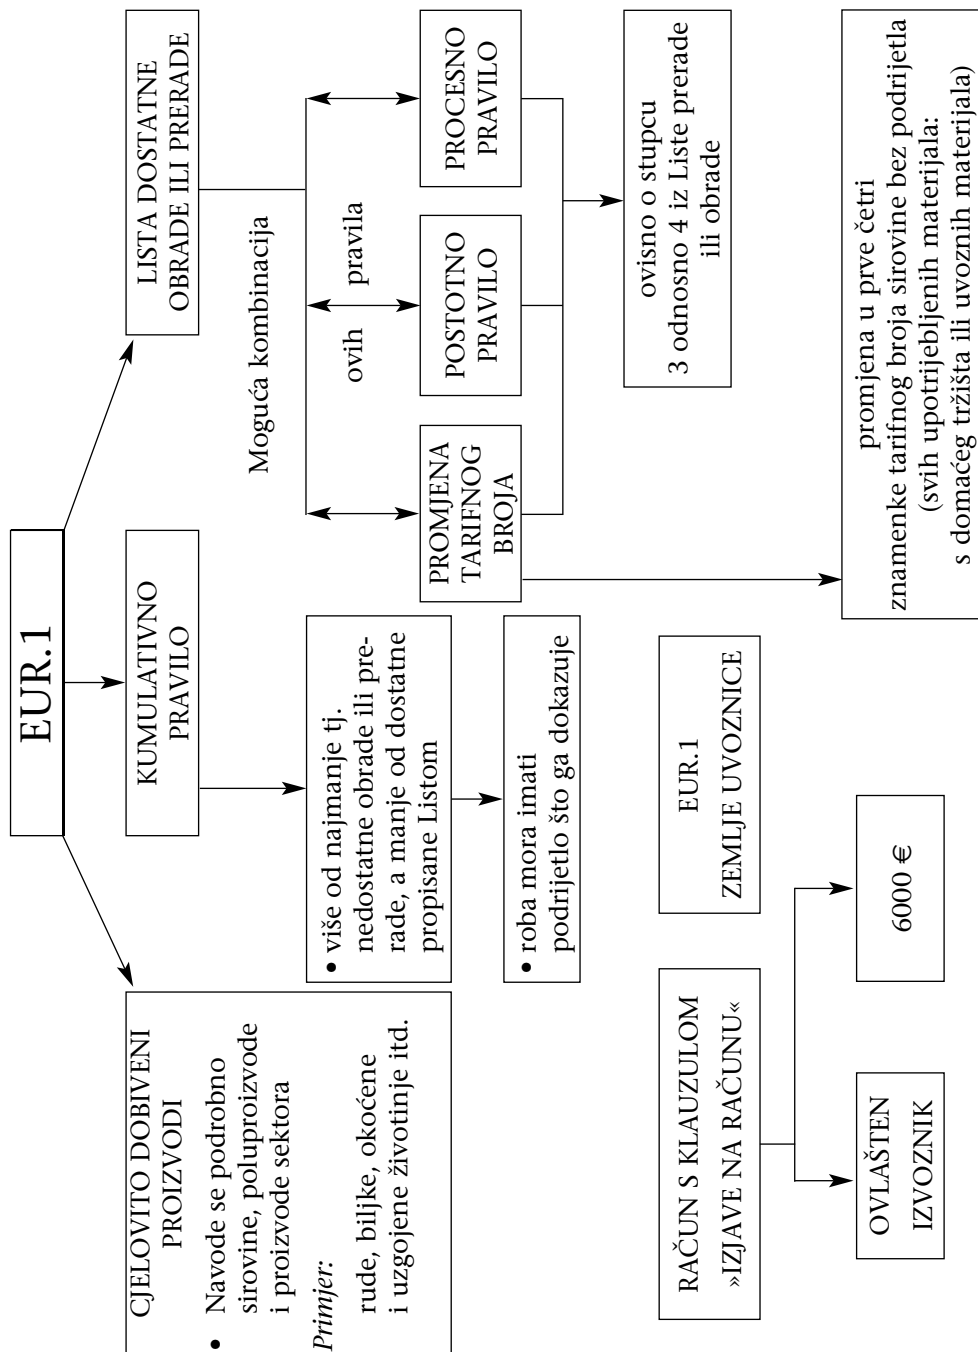 EUR.1
CJELOVITO DOBIVENI
PROIZVODI
• Navode se podrobno
sirovine, poluproizvode
i proizvode sektora
Primjer:
rude, biljke, okoćene
i uzgojene životinje itd.
KUMULATIVNO
PRAVILO
• više od najmanje tj.
nedostatne obrade ili pre-
rade, a manje od dostatne
propisane Listom
• roba mora imati
podrijetlo što ga dokazuje
LISTA DOSTATNE
OBRADE ILI PRERADE
Moguća kombinacija
ovih pravila
PROMJENA
TARIFNOG
BROJA
POSTOTNO
PRAVILO
PROCESNO
PRAVILO
ovisno o stupcu
3 odnosno 4 iz Liste prerade
ili obrade
promjena u prve četri
znamenke tarifnog broja sirovine bez podrijetla
(svih upotrijebljenih materijala:
s domaćeg tržišta ili uvoznih materijala)
RAČUN S KLAUZULOM
»IZJAVE NA RAČUNU«
EUR.1
ZEMLJE UVOZNICE
OVLAŠTEN
IZVOZNIK
6000 €